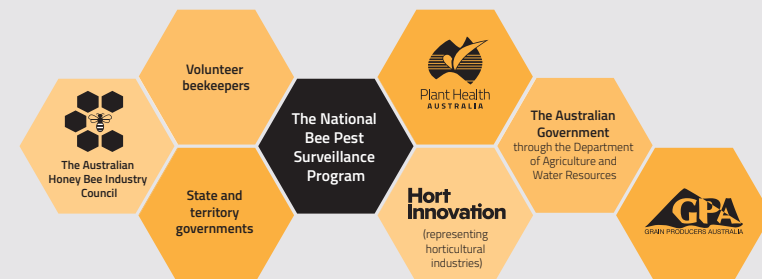 The Australian
Honey Bee Industry
Council
Volunteer
beekeepers
State and
territory
governments
The National
Bee Pest
Surveillance
Program
Plant Health
AUSTRALIA
Hort
Innovation
(representing
horticultural
industries)
The Australian
Government
through the Department
of Agriculture and
Water Resources
GPA
GRAIN PRODUCERS AUSTRALIA